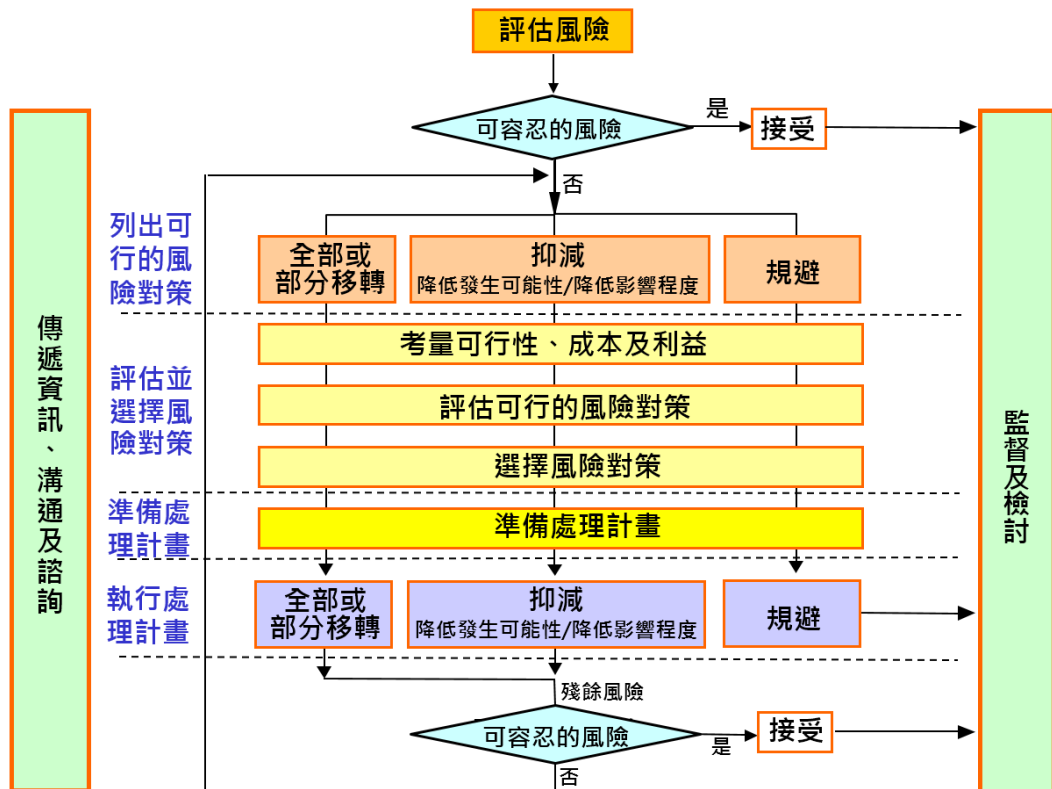 評估風險
可容忍的風險
是
接受
否
列出可
行的風
險對策
全部或
部分移轉
抑減
降低發生可能性/降低影響程度
規避
傳遞資訊、溝通及諮詢
監督及檢討
評估並
選擇風
險對策
考量可行性、成本及利益
評估可行的風險對策
選擇風險對策
準備處
理計畫
準備處理計畫
執行處
理計畫
全部或
部分移轉
抑減
降低發生可能性/降低影響程度
規避
殘餘風險
可容忍的風險
是
接受
否